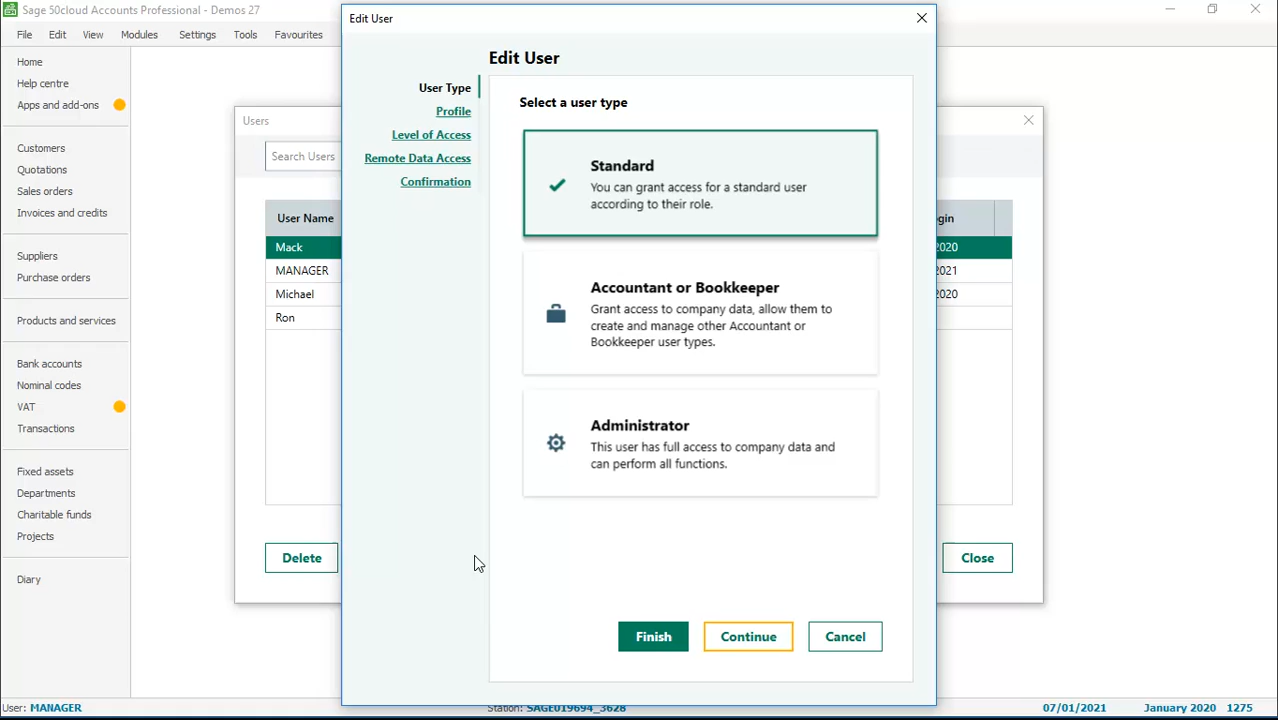 Sage 50cloud Accounts Professional - Demos 27
File Edit View Modules Settings Tools Favourites
Home
Help centre
Apps and add-ons
Customers
Quotations
Sales orders
Invoices and credits
Suppliers
Purchase orders
Products and services
Bank accounts
Nominal codes
VAT
Transactions
Fixed assets
Departments
Charitable funds
Projects
Diary
Users
Search Users
User Name
gin
Mack
2020
MANAGER
2021
Michael
2020
Ron
Delete
Close
Edit User
Edit User
User Type
Profile
Level of Access
Remote Data Access
Confirmation
Select a user type
Standard
You can grant access for a standard user
according to their role.
Accountant or Bookkeeper
Grant access to company data, allow them to
create and manage other Accountant or
Bookkeeper user types.
Administrator
This user has full access to company data and
can perform all functions.
Finish Continue Cancel
User: MANAGER Station: SAGE019694_3628 07/01/2021 January 2020 1275